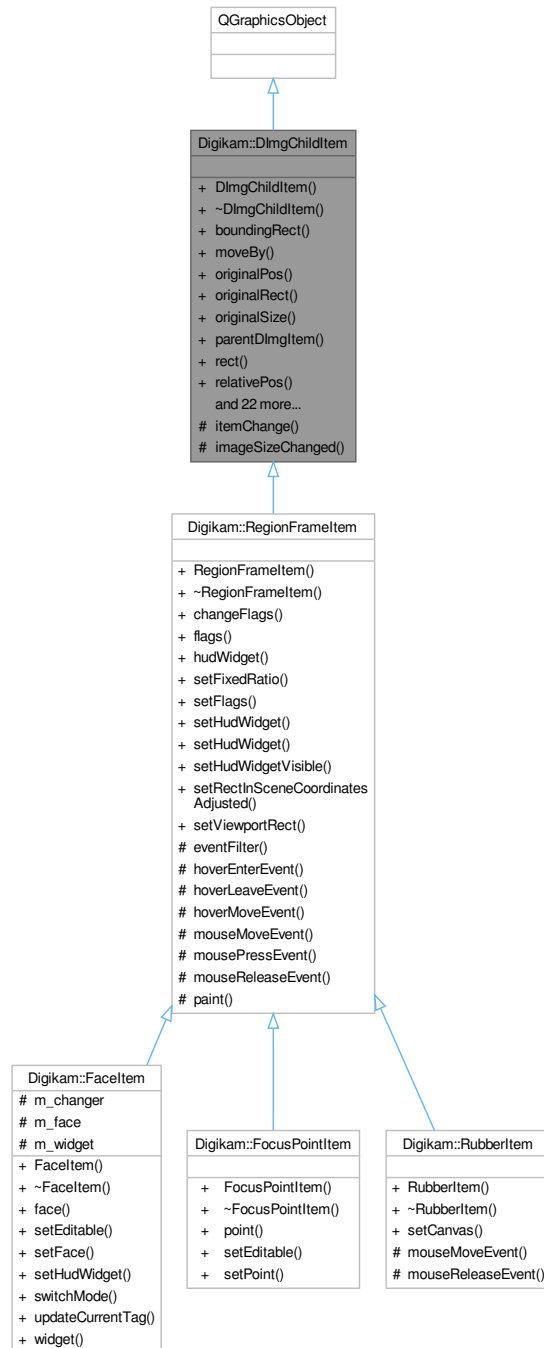 QGraphicsObject
Digikam::DImgChildItem
+ DImgChildItem()
+ ~DImgChildItem()
+ boundingRect()
+ moveBy()
+ originalPos()
+ originalRect()
+ originalSize()
+ parentDImgItem()
+ rect()
+ relativePos()
and 22 more...
# itemChange()
# imageSizeChanged()
Digikam::RegionFrameItem
+ RegionFrameItem()
+ ~RegionFrameItem()
+ changeFlags()
+ flags()
+ hudWidget()
+ setFixedRatio()
+ setFlags()
+ setHudWidget()
+ setHudWidget()
+ setHudWidgetVisible()
+ setRectInSceneCoordinates
Adjusted()
+ setViewportRect()
# eventFilter()
# hoverEnterEvent()
# hoverLeaveEvent()
# hoverMoveEvent()
# mouseMoveEvent()
# mousePressEvent()
# mouseReleaseEvent()
# paint()
Digikam::FaceItem
# m_changer
# m_face
# m_widget
+ FaceItem()
+ ~FaceItem()
+ face()
+ setEditable()
+ setFace()
+ setHudWidget()
+ switchMode()
+ updateCurrentTag()
+ widget()
Digikam::FocusPointItem
+ FocusPointItem()
+ ~FocusPointItem()
+ point()
+ setEditable()
+ setPoint()
Digikam::RubberItem
+ RubberItem()
+ ~RubberItem()
+ setCanvas()
# mouseMoveEvent()
# mouseReleaseEvent()